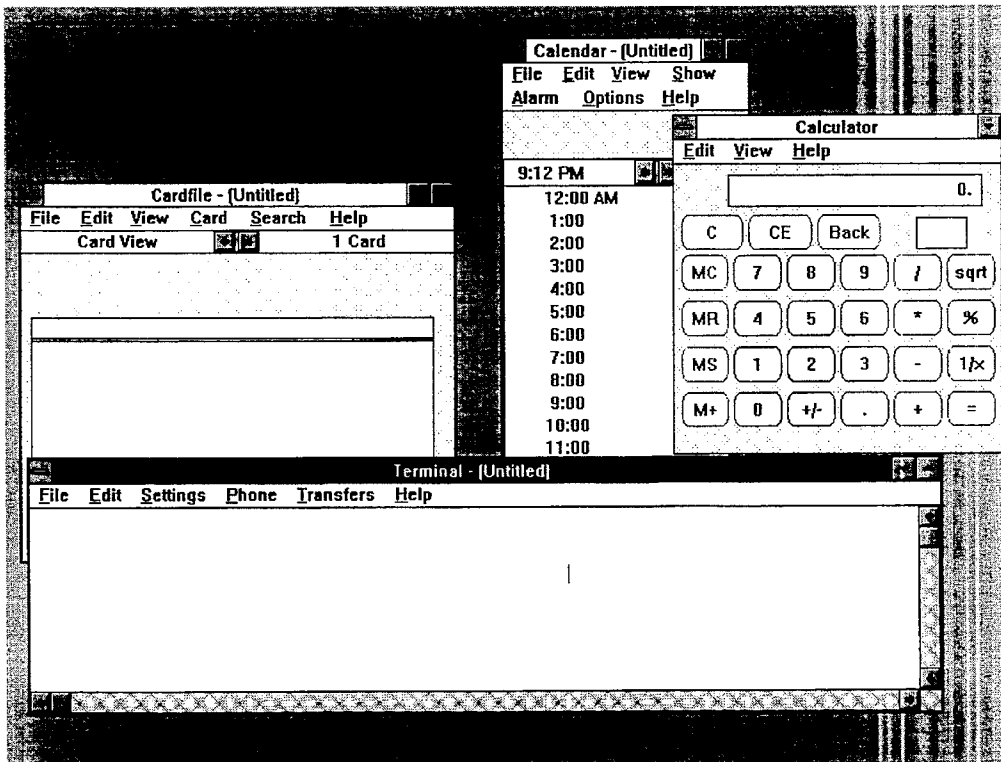 Calendar - (Untitled)
File Edit View Show
Alarm Options Help
9:12 PM
12:00 AM
1:00
2:00
3:00
4:00
5:00
6:00
7:00
8:00
9:00
10:00
11:00
Calculator
Edit View Help
0.
C CE Back
MC 7 8 9 / sqrt
MR 4 5 6 * %
MS 1 2 3 - 1/x
M+ 0 +/- . + =
Cardfile - (Untitled)
File Edit View Card Search Help
Card View 1 Card
Terminal - (Untitled)
File Edit Settings Phone Transfers Help